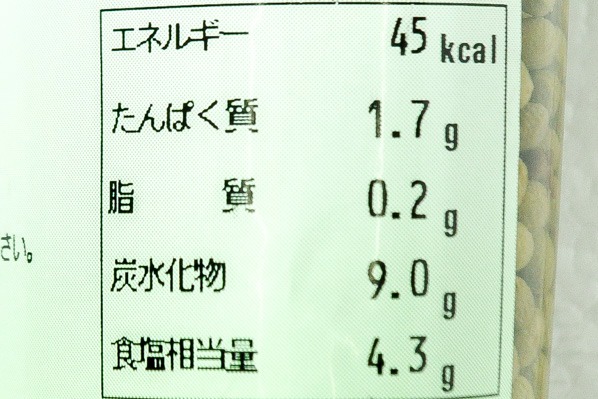 エネルギー 45 kcal
たんぱく質 1.7 g
脂 質 0.2 g
さい。
炭水化物 9.0 g
食塩相当量 4.3 g